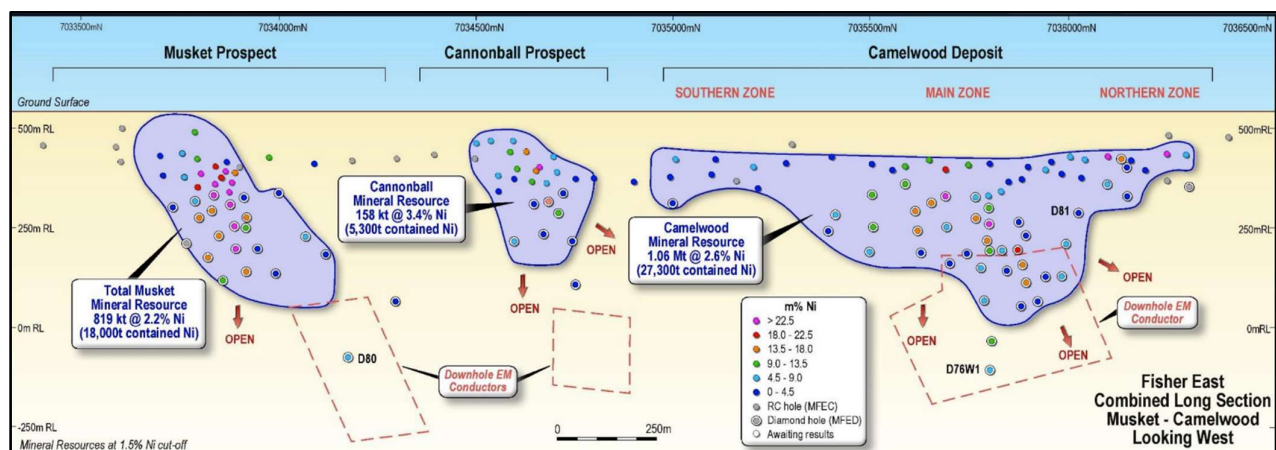 7033500mN
7034000mN
7034500mN
7035000mN
7035500mN
7036000mN
7036500mN
Musket Prospect
Cannonball Prospect
Camelwood Deposit
SOUTHERN ZONE
MAIN ZONE
NORTHERN ZONE
Ground Surface
500m RL
500mRL
Cannonball
Mineral Resource
158 kt @ 3.4% Ni
(5,300t contained Ni)
D81
250m RL
250mRL
OPEN
Camelwood
Mineral Resource
1.06 Mt @ 2.6% Ni
(27,300t contained Ni)
OPEN
Total Musket
Mineral Resource
819 kt @ 2.2% Ni
(18,000t contained Ni)
OPEN
OPEN
Downhole EM
Conductor
0mRL
0m RL
OPEN
OPEN
D80
D76W1
Downhole EM
Conductors
m% Ni
> 22.5
18.0 - 22.5
13.5 - 18.0
9.0 - 13.5
4.5 - 9.0
0 - 4.5
RC hole (MFEC)
Diamond hole (MFED)
Awaiting results
Fisher East
Combined Long Section
Musket - Camelwood
Looking West
-250m RL
0
250m
Mineral Resources at 1.5% Ni cut-off